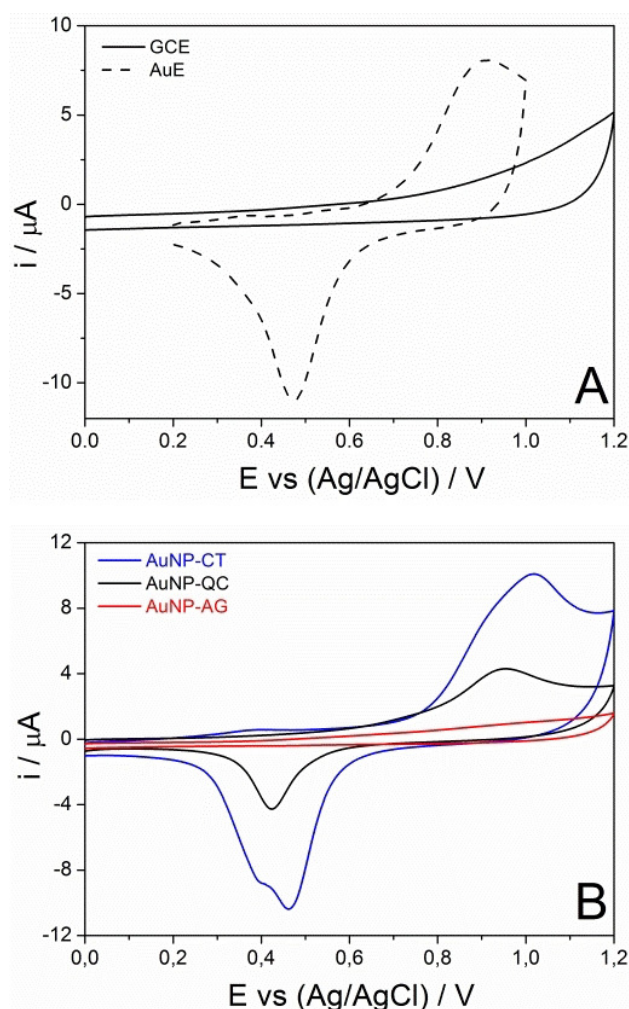 GCE
AuE
10
5
0
-5
-10
i / μA
A
0.0 0.2 0.4 0.6 0.8 1.0 1.2
E vs (Ag/AgCl) / V
AuNP-CT
AuNP-QC
AuNP-AG
12
8
4
0
-4
-8
-12
i / μA
B
0,0 0,2 0,4 0,6 0,8 1,0 1,2
E vs (Ag/AgCl) / V